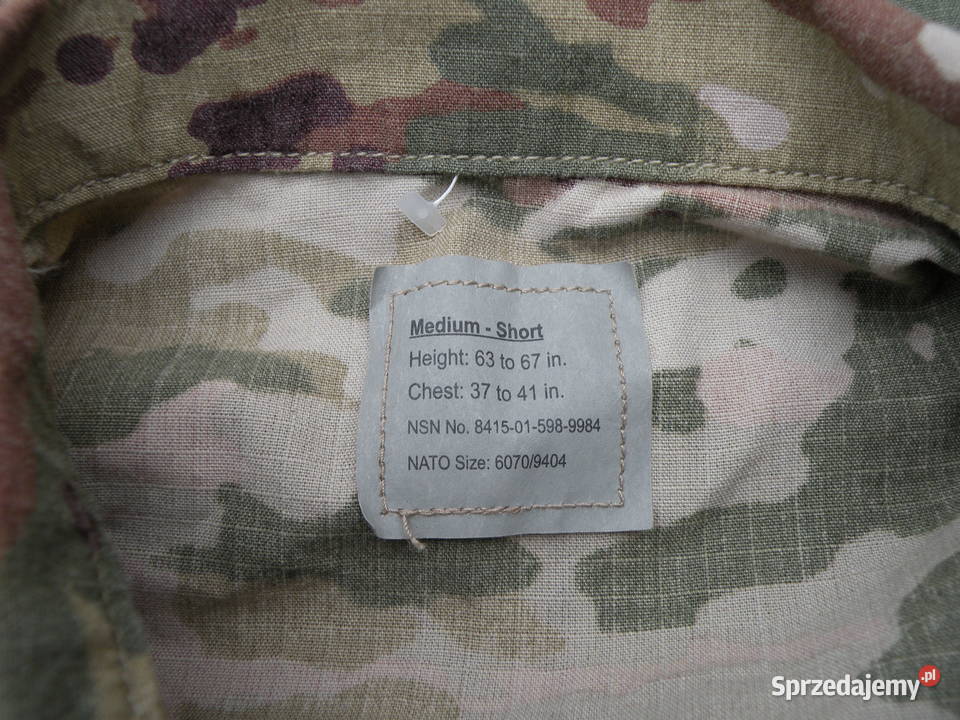 Medium - Short
Height: 63 to 67 in.
Chest: 37 to 41 in.
NSN No. 8415-01-598-9984
NATO Size: 6070/9404
Sprzedajemy.pl